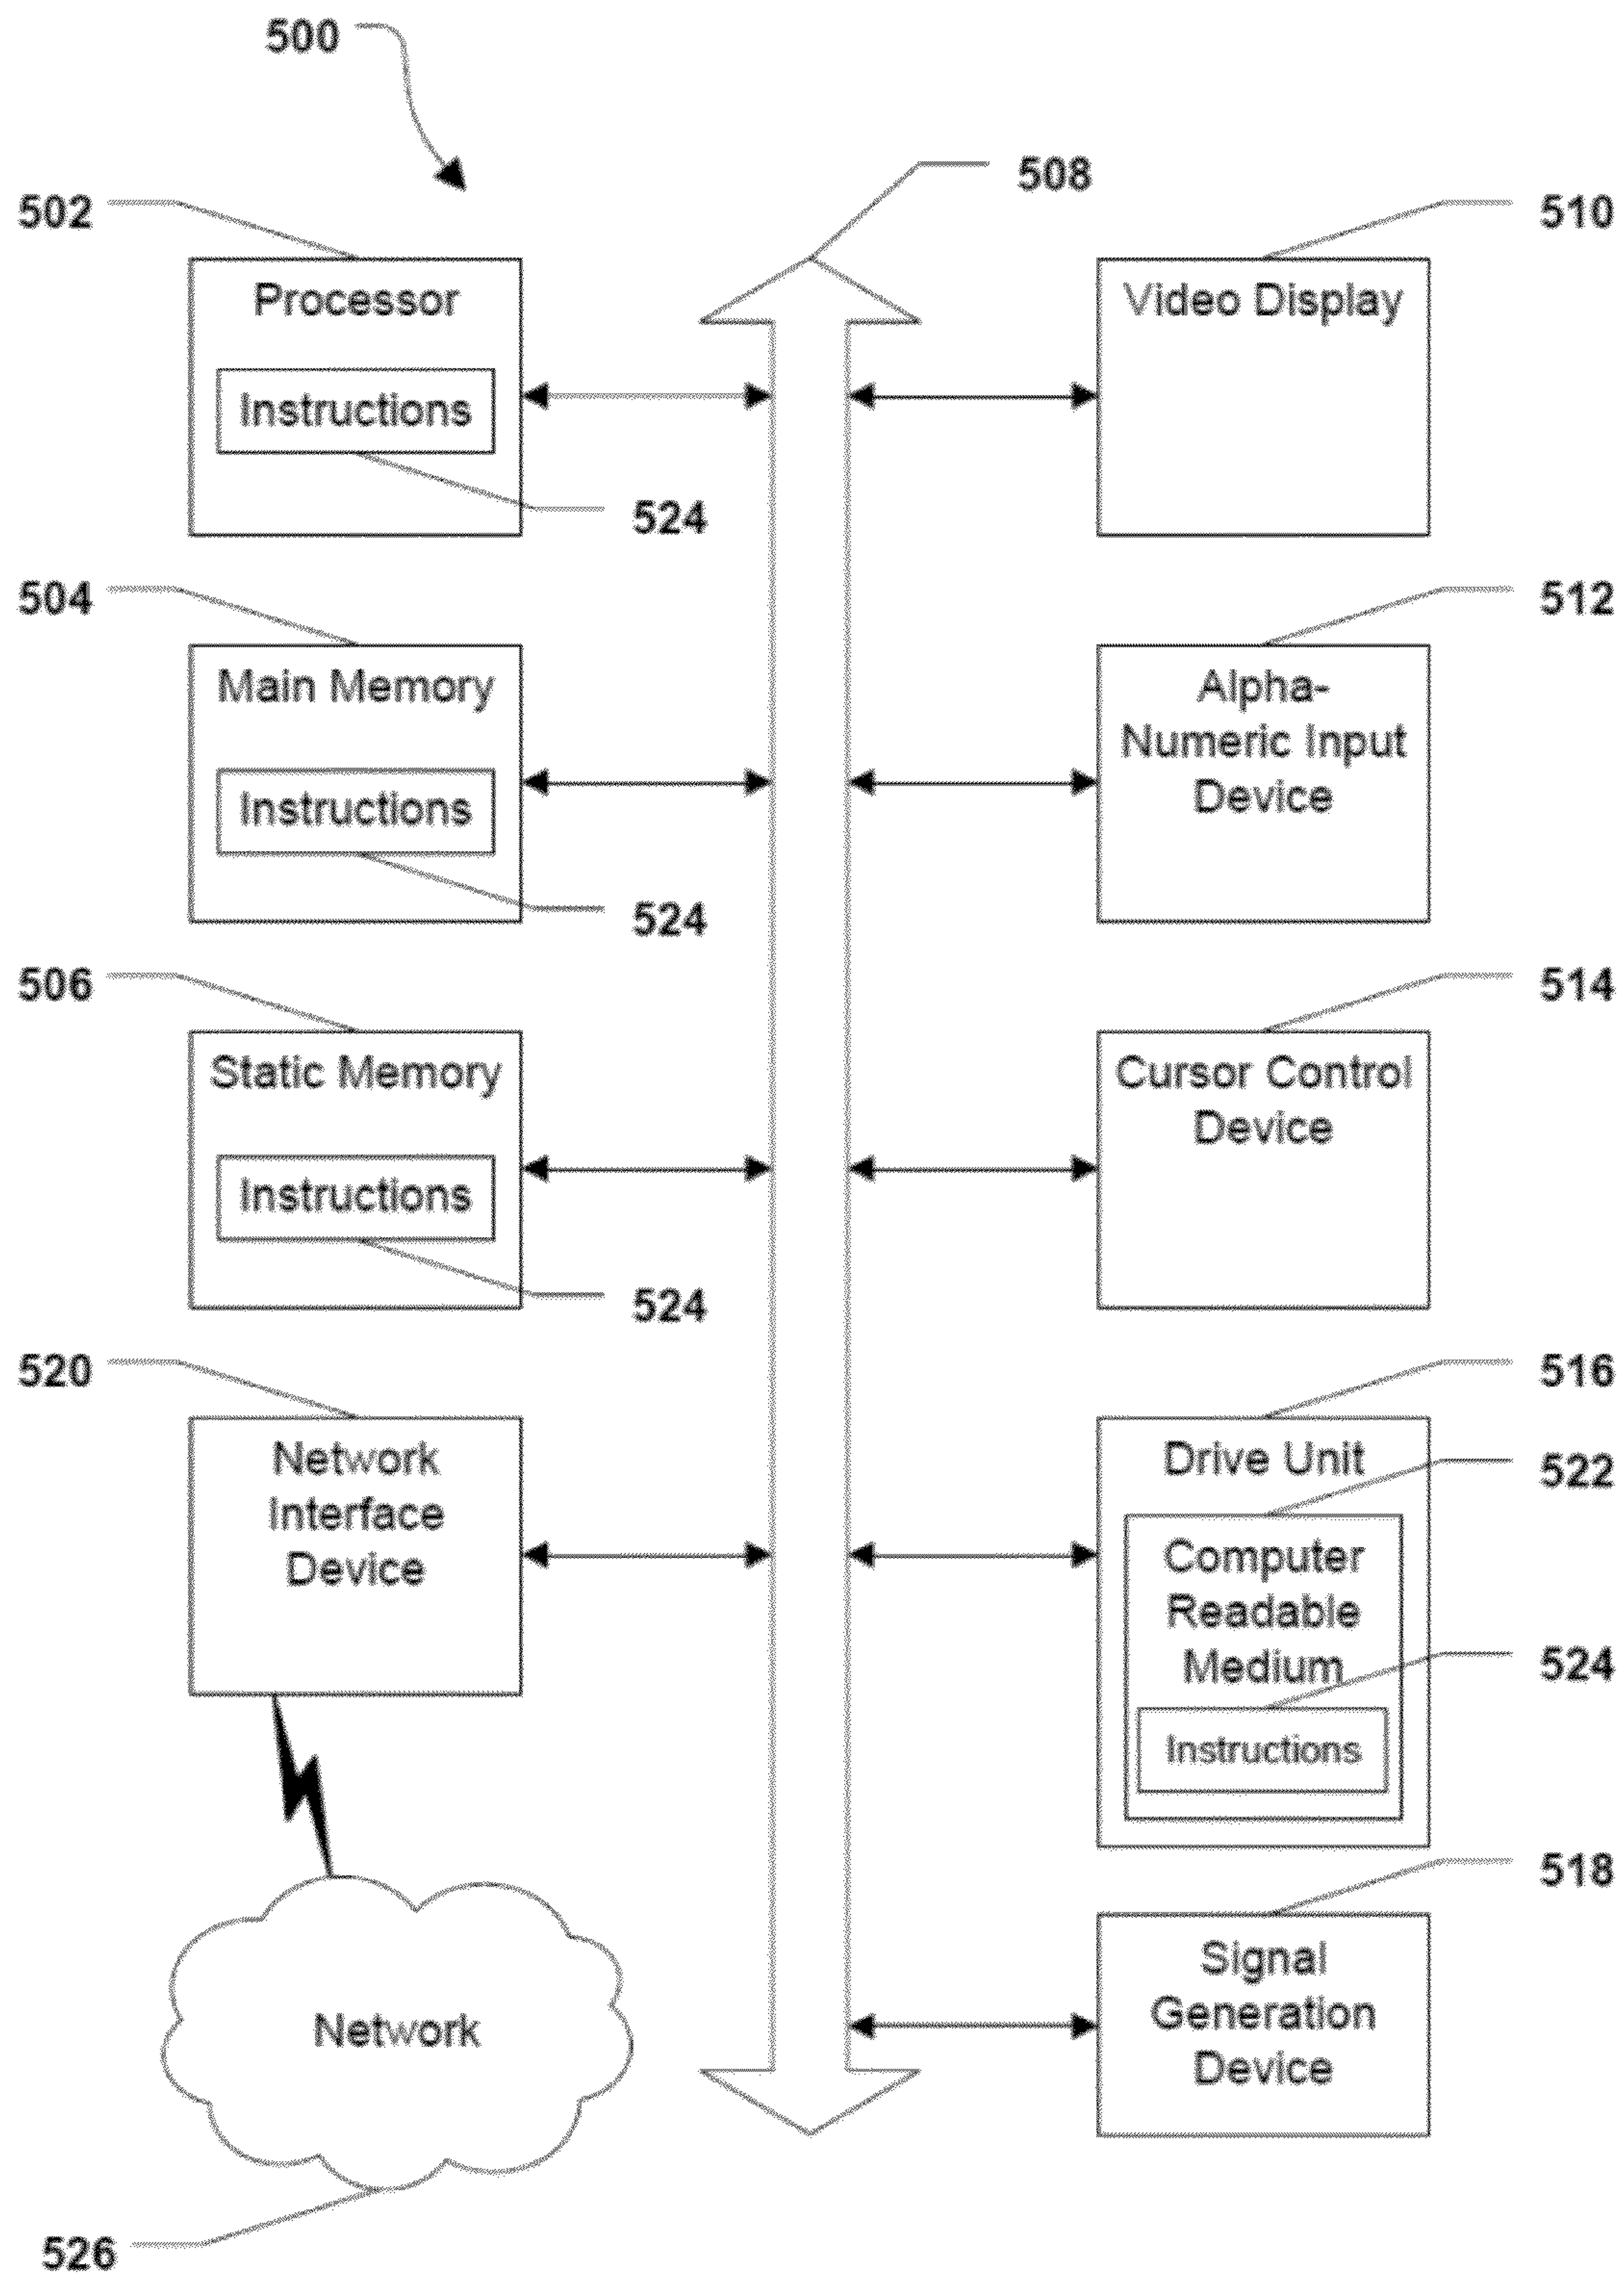 500
508
502
Processor
Instructions
524
504
Main Memory
Instructions
524
506
Static Memory
Instructions
524
520
Network
Interface
Device
Network
526
510
Video Display
512
Alpha-
Numeric Input
Device
514
Cursor Control
Device
516
Drive Unit
522
Computer
Readable
Medium
524
Instructions
518
Signal
Generation
Device